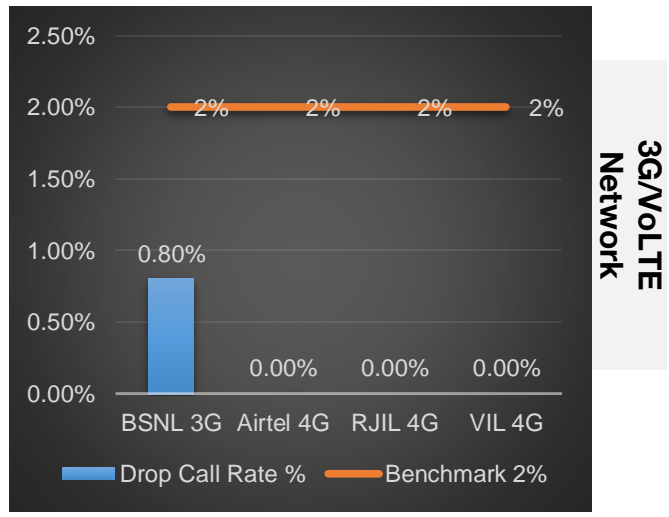 2.50%
2.00%
1.50%
1.00%
0.50%
0.00%
2% 2% 2% 2%
0.80% 0.00% 0.00% 0.00%
BSNL 3G Airtel 4G RJIL 4G VIL 4G
Drop Call Rate % Benchmark 2%
3G/VoLTE
Network